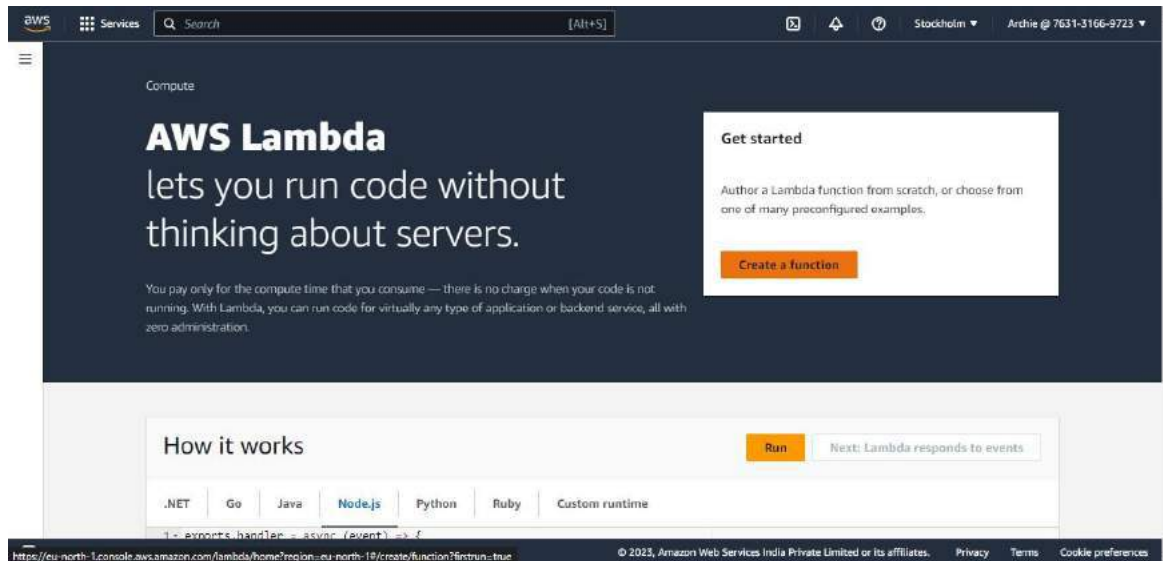 aws
Services
Search
[Alt+S]
Stockholm ▼
Archie @ 7631-3166-9723 ▼
Compute
AWS Lambda
lets you run code without
thinking about servers.
You pay only for the compute time that you consume — there is no charge when your code is not
running. With Lambda, you can run code for virtually any type of application or backend service, all with
zero administration.
Get started
Author a Lambda function from scratch, or choose from
one of many preconfigured examples.
Create a function
How it works
Run
Next: Lambda responds to events
.NET
Go
Java
Node.js
Python
Ruby
Custom runtime
1 - exports.handler = async (event) => {
https://eu-north-1.console.aws.amazon.com/lambda/home?region=eu-north-1#/create/function?firstrun=true
© 2023, Amazon Web Services India Private Limited or its affiliates.
Privacy
Terms
Cookie preferences